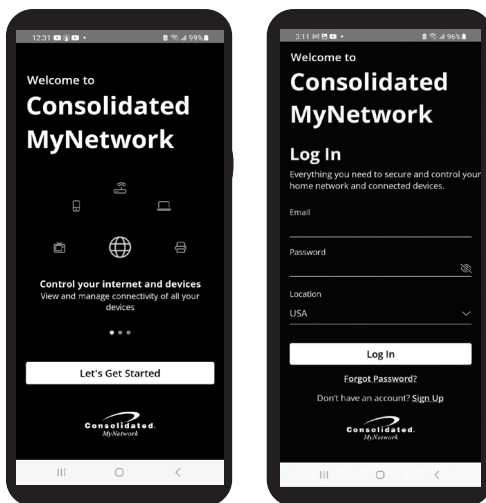 12:31
99%
Welcome to
Consolidated
MyNetwork
Control your internet and devices
View and manage connectivity of all your
devices
Let's Get Started
Consolidated.
MyNetwork
3:11
96%
Welcome to
Consolidated
MyNetwork
Log In
Everything you need to secure and control your
home network and connected devices.
Email
Password
Location
USA
Log In
Forgot Password?
Don't have an account? Sign Up
Consolidated.
MyNetwork